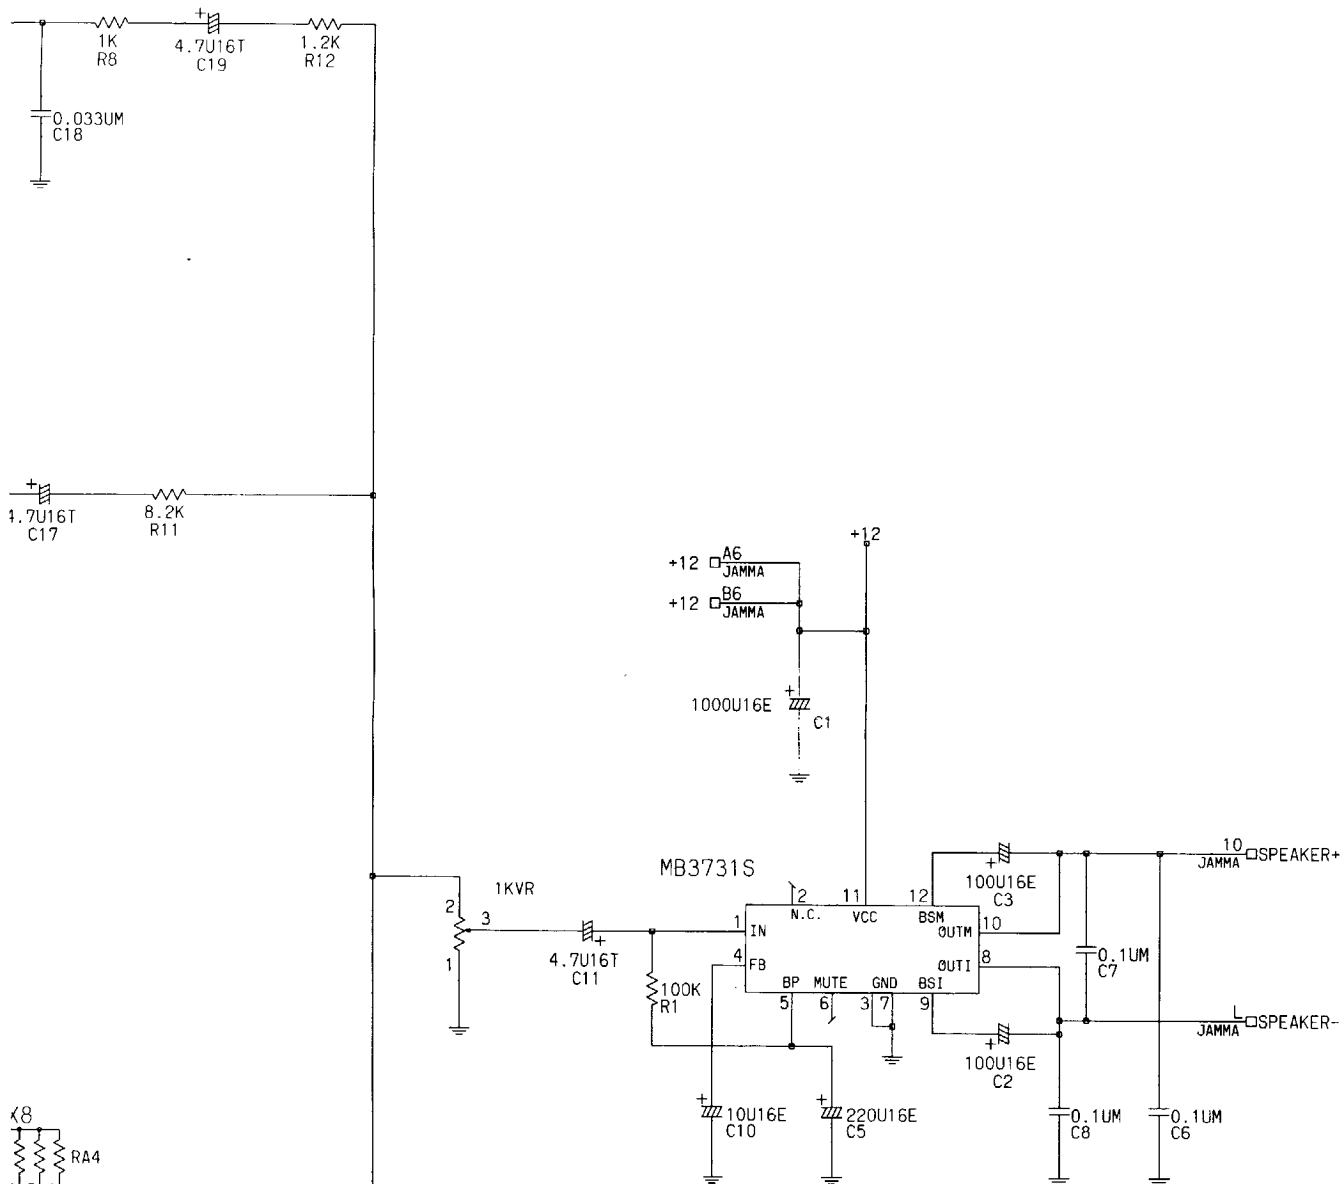 1K
R8
+
4.7U16T
C19
1.2K
R12
0.033UM
C18
+
4.7U16T
C17
8.2K
R11
+12
+12 A6
JAMMA
+12 B6
JAMMA
+
1000U16E
C1
MB3731S
1KVR
2
3
1
+
4.7U16T
C11
100K
R1
1 IN
4 FB
2
N.C.
11
VCC
12
BSM
OUTM 10
OUTI 8
BP
5
MUTE
6
GND
3 7
BSI
9
+
100U16E
C3
+
100U16E
C2
0.1UM
C7
10
JAMMA
SPEAKER+
L
JAMMA
SPEAKER-
+
10U16E
C10
+
220U16E
C5
0.1UM
C8
0.1UM
C6
X8
RA4